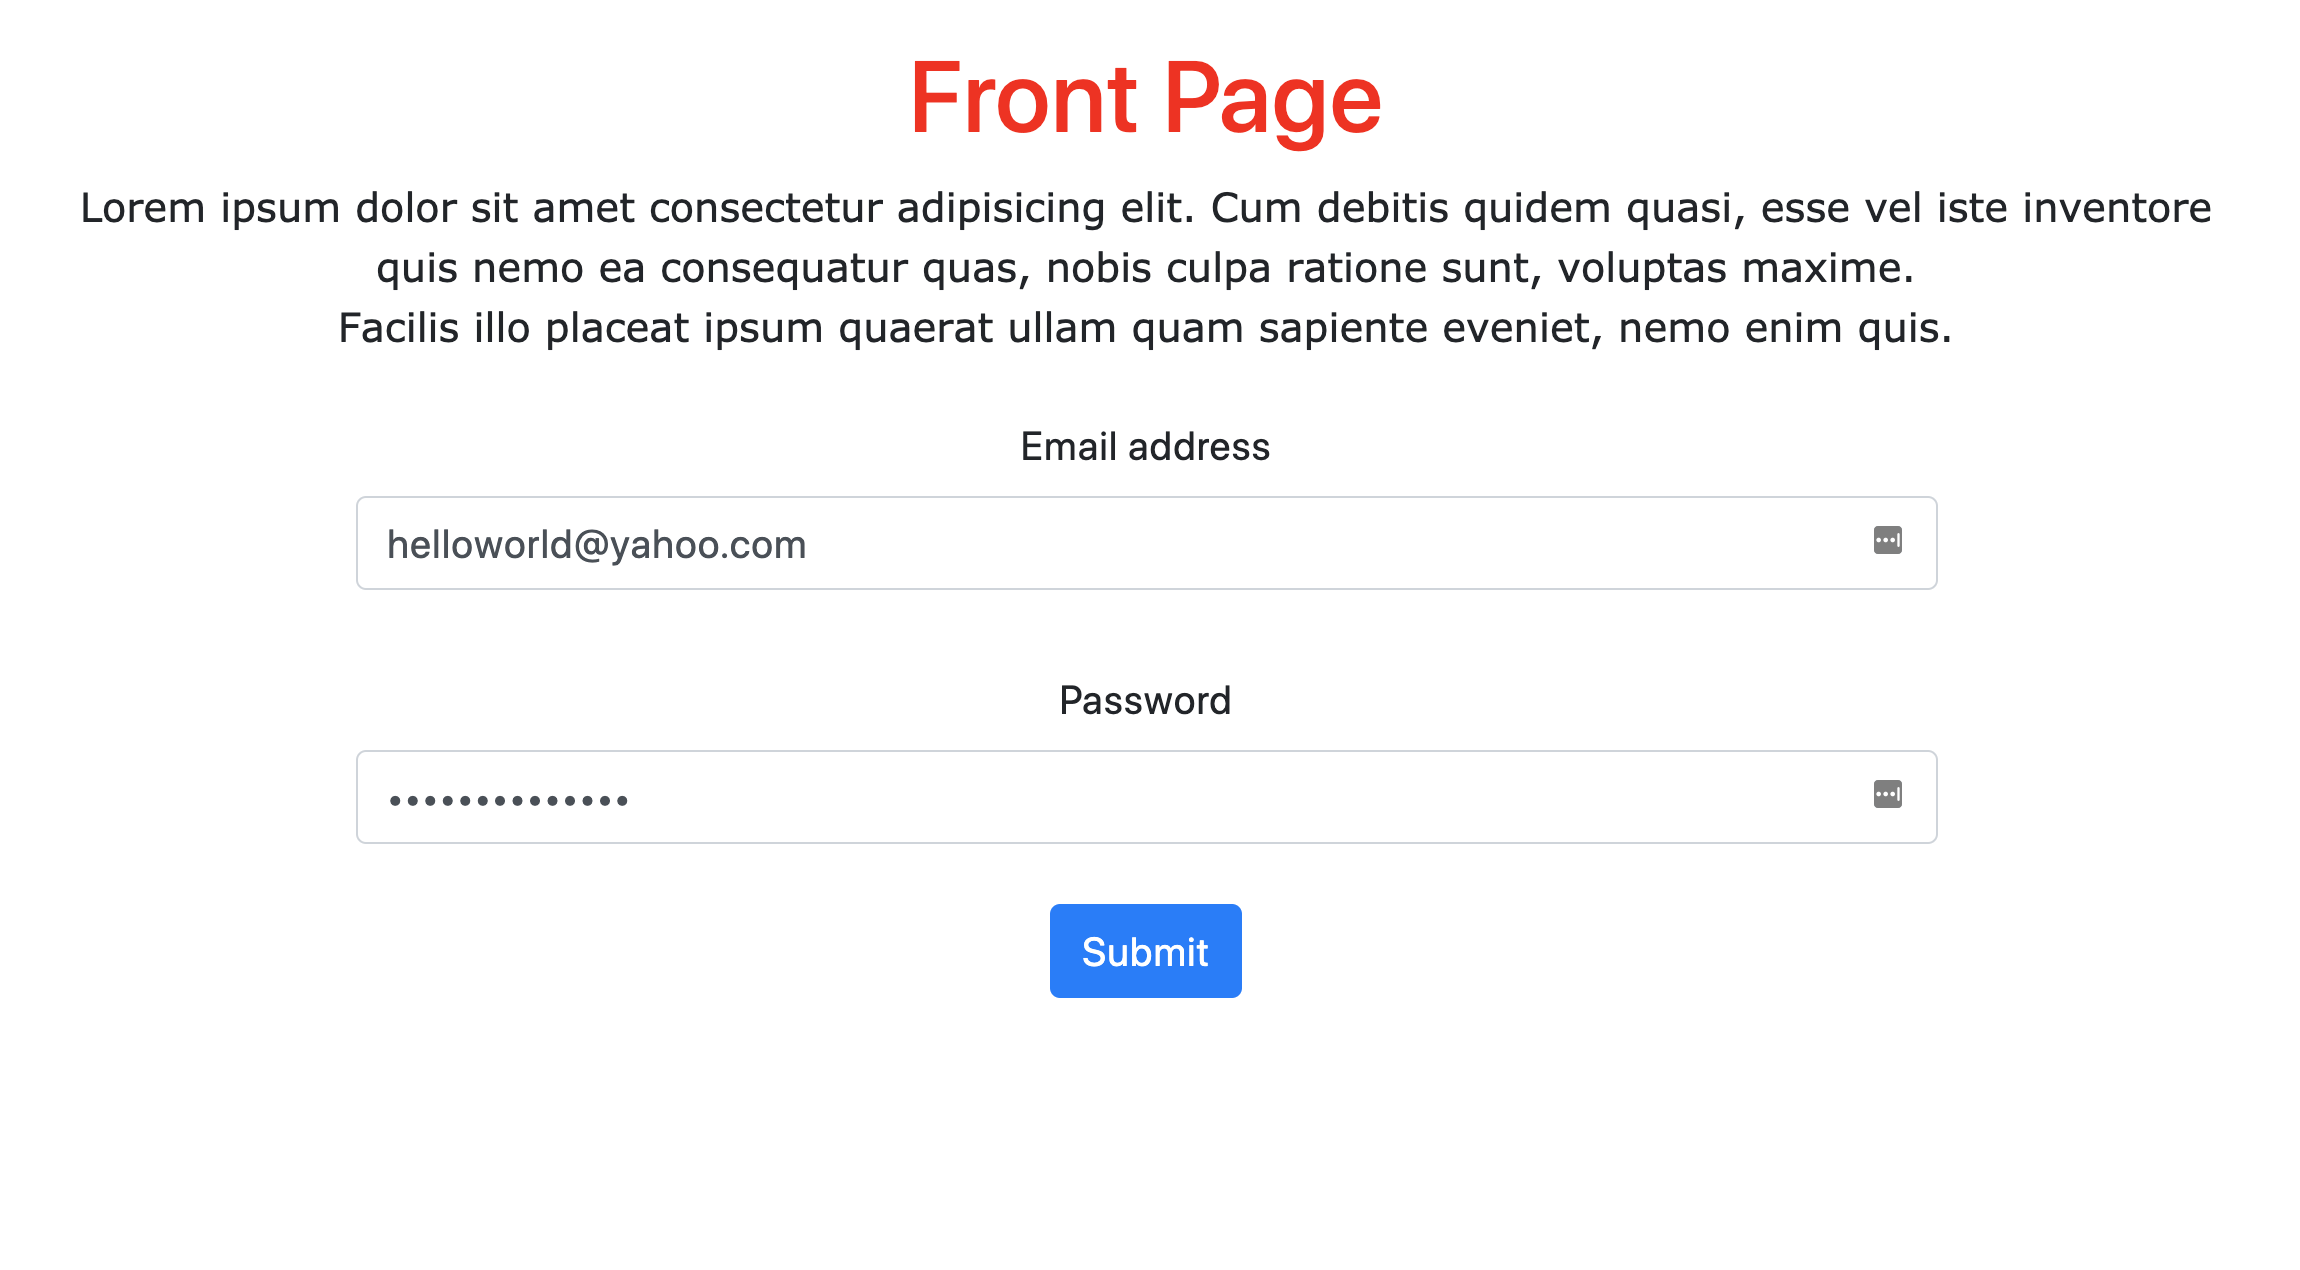 Front Page
Lorem ipsum dolor sit amet consectetur adipisicing elit. Cum debitis quidem quasi, esse vel iste inventore
quis nemo ea consequatur quas, nobis culpa ratione sunt, voluptas maxime.
Facilis illo placeat ipsum quaerat ullam quam sapiente eveniet, nemo enim quis.
Email address
helloworld@yahoo.com
Password
••••••••••••••
Submit